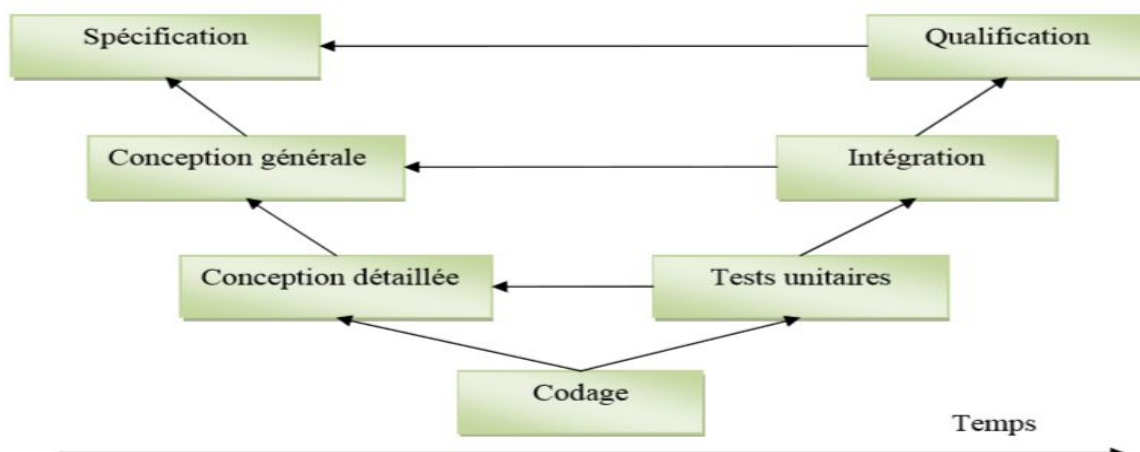 Spécification
Qualification
Conception générale
Intégration
Conception détaillée
Tests unitaires
Codage
Temps